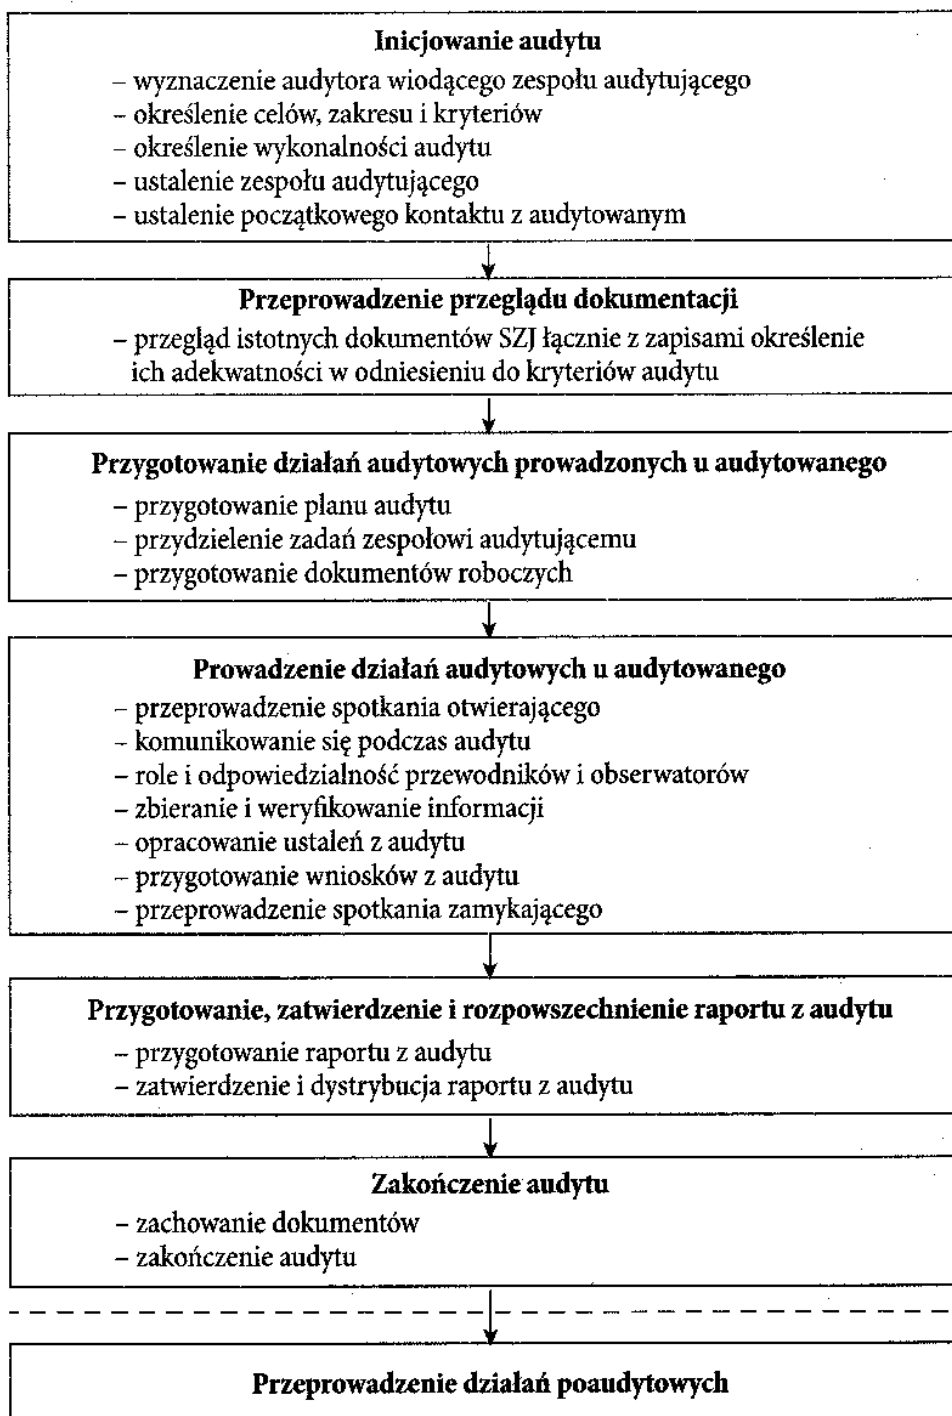 Inicjowanie audytu
– wyznaczenie audytora wiodącego zespołu audytującego
– określenie celów, zakresu i kryteriów
– określenie wykonalności audytu
– ustalenie zespołu audytującego
– ustalenie początkowego kontaktu z audytowanym
Przeprowadzenie przeglądu dokumentacji
– przegląd istotnych dokumentów SZJ łącznie z zapisami określenie
ich adekwatności w odniesieniu do kryteriów audytu
Przygotowanie działań audytowych prowadzonych u audytowanego
– przygotowanie planu audytu
– przydzielenie zadań zespołowi audytującemu
– przygotowanie dokumentów roboczych
Prowadzenie działań audytowych u audytowanego
– przeprowadzenie spotkania otwierającego
– komunikowanie się podczas audytu
– role i odpowiedzialność przewodników i obserwatorów
– zbieranie i weryfikowanie informacji
– opracowanie ustaleń z audytu
– przygotowanie wniosków z audytu
– przeprowadzenie spotkania zamykającego
Przygotowanie, zatwierdzenie i rozpowszechnienie raportu z audytu
– przygotowanie raportu z audytu
– zatwierdzenie i dystrybucja raportu z audytu
Zakończenie audytu
– zachowanie dokumentów
– zakończenie audytu
Przeprowadzenie działań poaudytowych